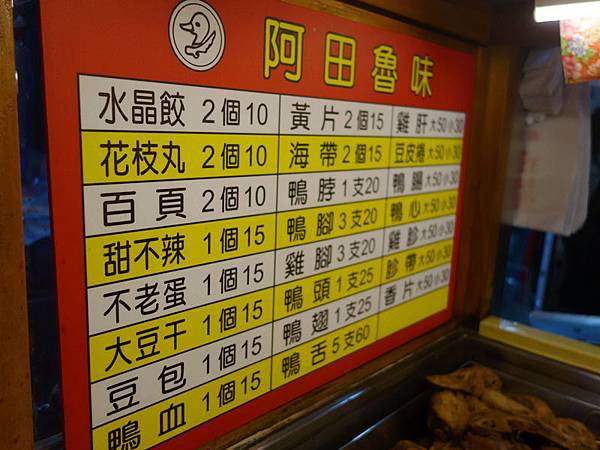 阿田魯味
水晶餃 2個10
花枝丸 2個10
百頁 2個10
甜不辣 1個15
不老蛋 1個15
大豆干 1個15
豆包 1個15
鴨血 1個15
黃片 2個15
海帶 2個15
鴨脖 1支20
鴨腳 3支20
雞腳 3支20
鴨頭 1支25
鴨翅 1支25
鴨舌 5支60
雞肝 大50小30
豆皮捲 大50小30
鴨腸 大50小30
鴨心 大50小30
雞胗 大50小30
胗帶 大50小30
香片 大50小30